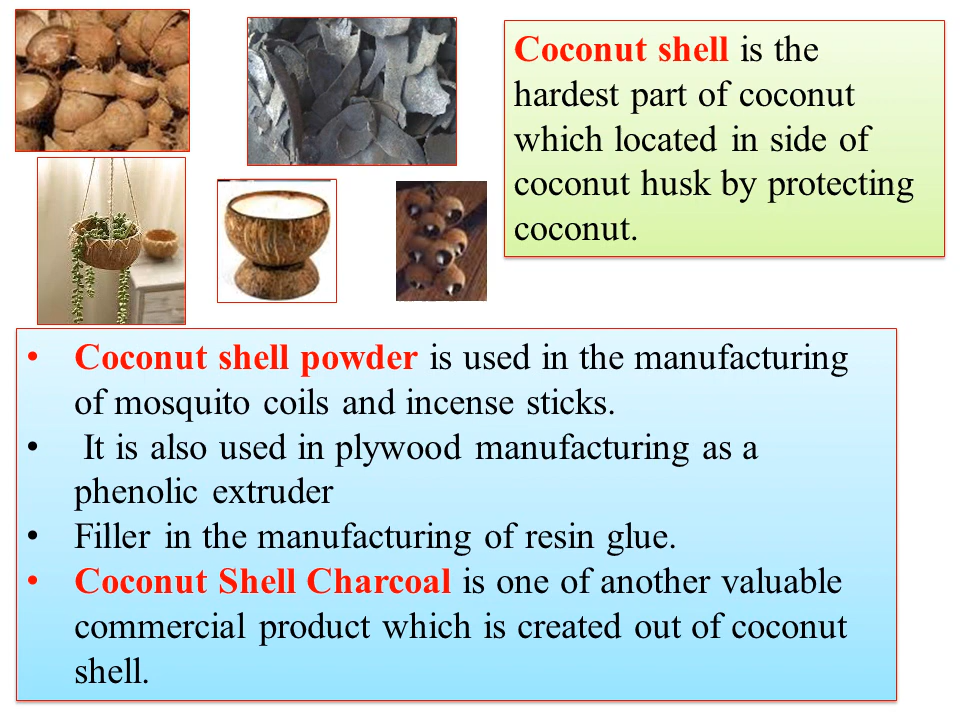 Coconut shell is the
hardest part of coconut
which located in side of
coconut husk by protecting
coconut.
• Coconut shell powder is used in the manufacturing
of mosquito coils and incense sticks.
• It is also used in plywood manufacturing as a
phenolic extruder
• Filler in the manufacturing of resin glue.
• Coconut Shell Charcoal is one of another valuable
commercial product which is created out of coconut
shell.